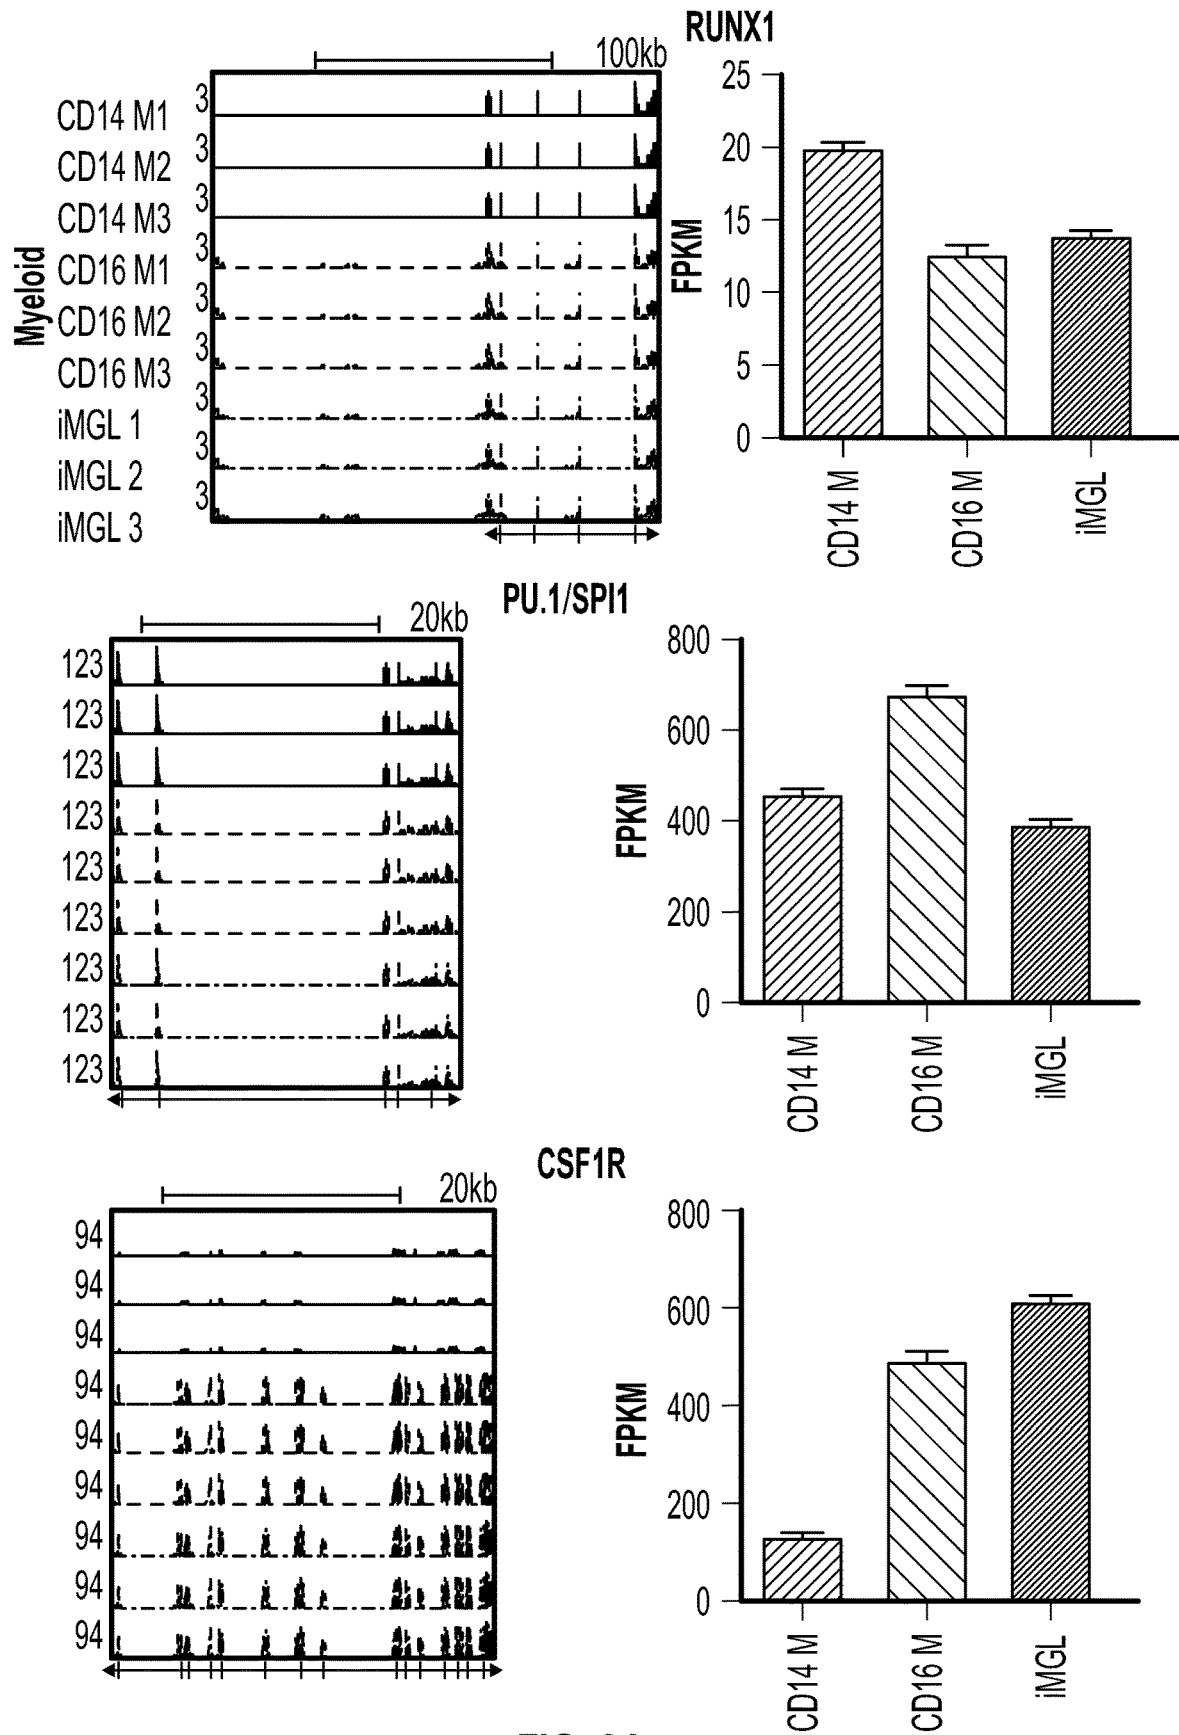 RUNX1
100kb
Myeloid
CD14 M1 3
CD14 M2 3
CD14 M3 3
CD16 M1 3
CD16 M2 3
CD16 M3 3
iMGL 1 3
iMGL 2 3
iMGL 3 3
FPKM
25
20
15
10
5
0
CD14 M
CD16 M
iMGL
PU.1/SPI1
20kb
123
123
123
123
123
123
123
123
123
FPKM
800
600
400
200
0
CD14 M
CD16 M
iMGL
CSF1R
20kb
94
94
94
94
94
94
94
94
94
FPKM
800
600
400
200
0
CD14 M
CD16 M
iMGL